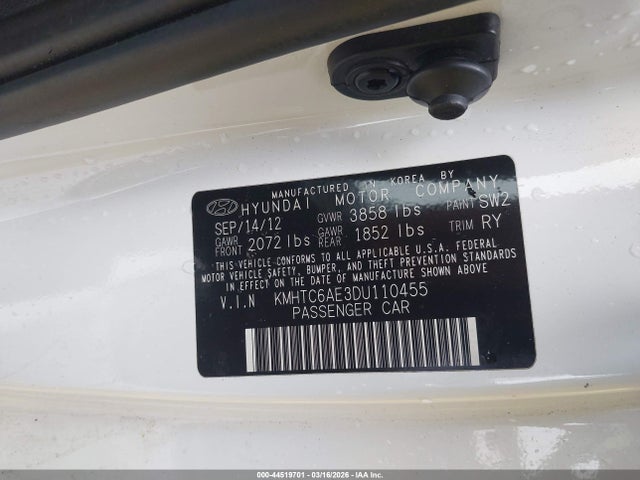 MANUFACTURED IN KOREA BY
HYUNDAI MOTOR COMPANY
SEP/14/12 GVWR 3858 lbs PAINT SW2
GAWR FRONT 2072 lbs GAWR REAR 1852 lbs TRIM RY
THIS VEHICLE CONFORMS TO ALL APPLICABLE U.S.A. FEDERAL
MOTOR VEHICLE SAFETY, BUMPER, AND THEFT
PREVENTION STANDARDS IN EFFECT ON THE DATE OF MANUFACTURE SHOWN ABOVE.
V.I.N KMHTC6AE3DU110455
PASSENGER CAR
000-44519701 - 03/16/2026 - IAA, Inc.